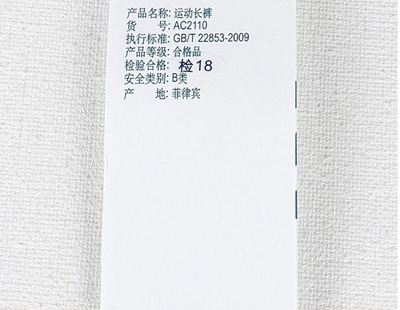 产品名称: 运动长裤
货 号: AC2110
执行标准: GB/T 22853-2009
产品等级: 合格品
检验合格: 检18
安全类别: B类
产 地: 菲律宾